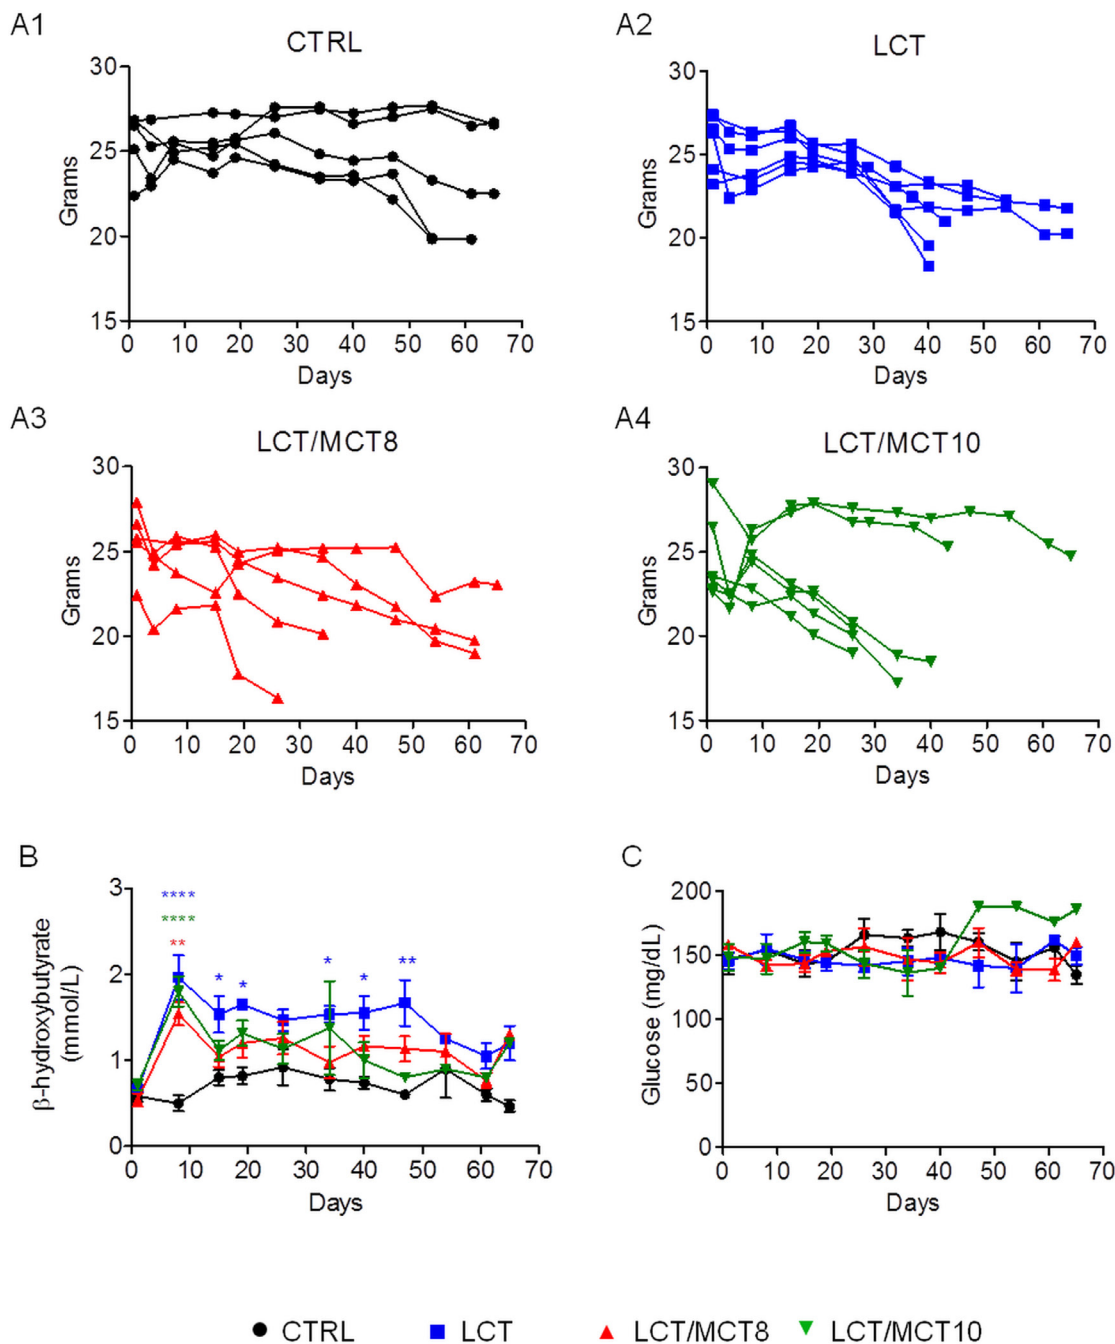 A1
CTRL
30
25
20
15
Grams
0 10 20 30 40 50 60 70
Days
A2
LCT
30
25
20
15
Grams
0 10 20 30 40 50 60 70
Days
A3
LCT/MCT8
30
25
20
15
Grams
0 10 20 30 40 50 60 70
Days
A4
LCT/MCT10
30
25
20
15
Grams
0 10 20 30 40 50 60 70
Days
B
3
2
1
0
β-hydroxybutyrate
(mmol/L)
****
****
**
* * * * **
0 10 20 30 40 50 60 70
Days
C
200
150
100
50
0
Glucose (mg/dL)
0 10 20 30 40 50 60 70
Days
CTRL LCT LCT/MCT8 LCT/MCT10